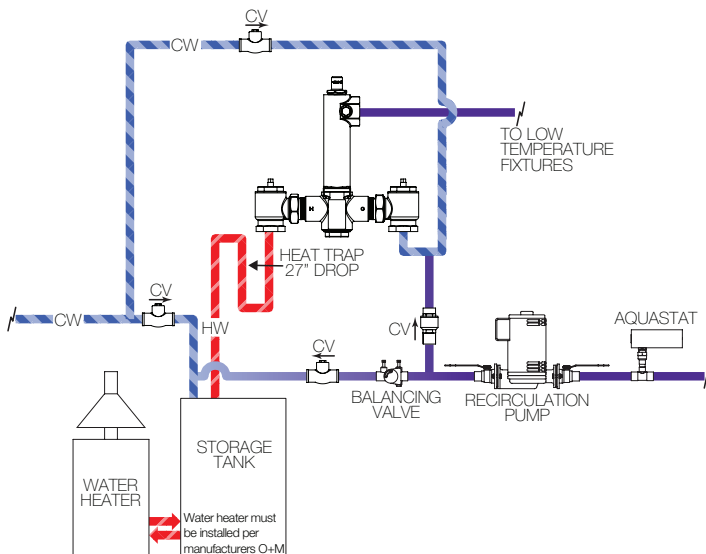 CV
CW
TO LOW
TEMPERATURE
FIXTURES
H
C
HEAT TRAP
27" DROP
CV
CW
HW
CV
CV
AQUASTAT
BALANCING
VALVE
RECIRCULATION
PUMP
STORAGE
TANK
WATER
HEATER
Water heater must
be installed per
manufacturers O+M